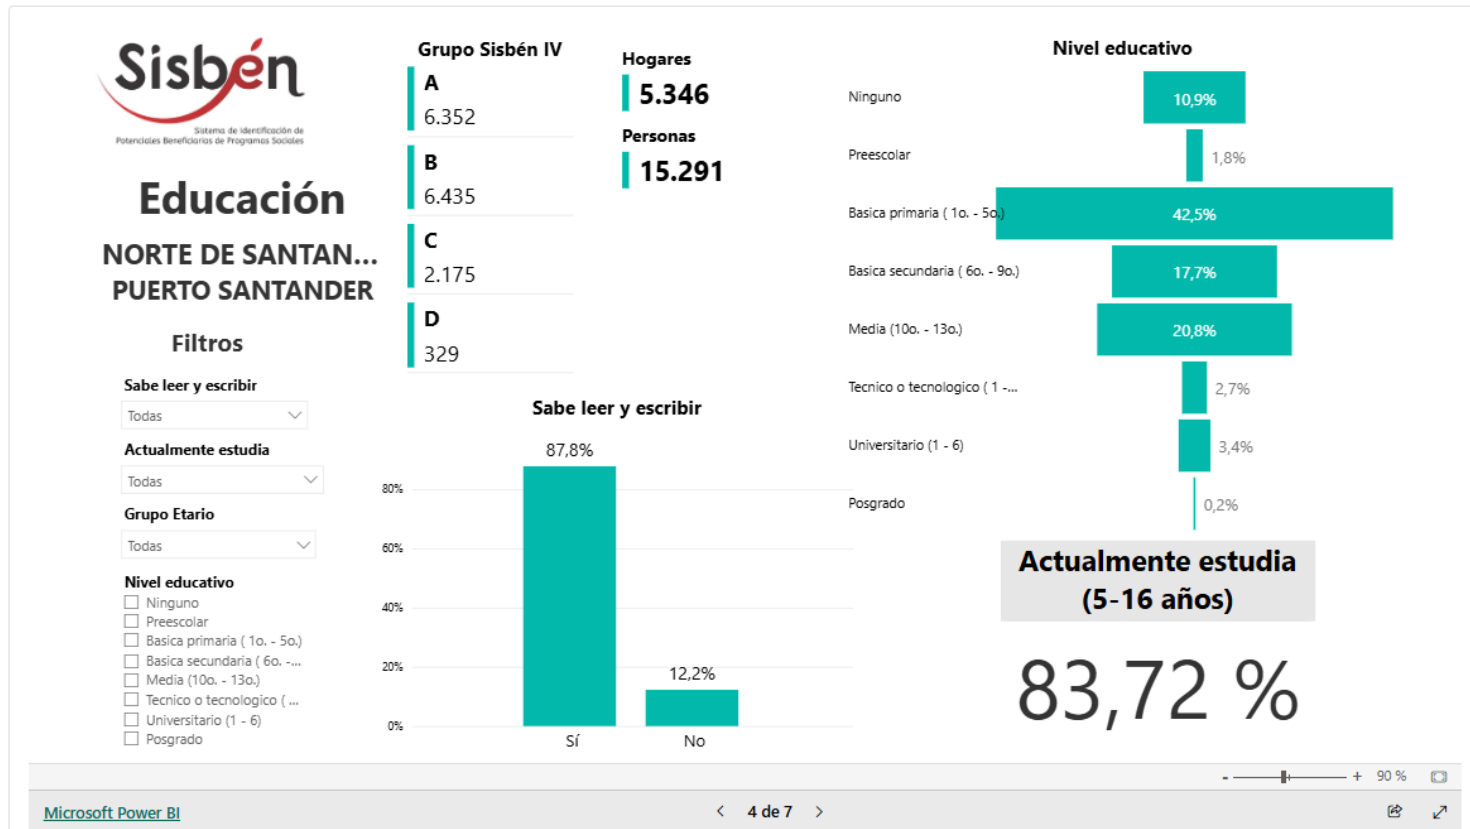 Sisbén
Sistema de Identificación de
Potenciales Beneficiarios de Programas Sociales
Educación
NORTE DE SANTAN...
PUERTO SANTANDER
Filtros
Sabe leer y escribir
Todas
Actualmente estudia
Todas
Grupo Etario
Todas
Nivel educativo
Ninguno
Preescolar
Basica primaria ( 1o. - 5o.)
Basica secundaria ( 6o. -...
Media (10o. - 13o.)
Tecnico o tecnologico ( ...
Universitario (1 - 6)
Posgrado
Grupo Sisbén IV
A
6.352
B
6.435
C
2.175
D
329
Hogares
5.346
Personas
15.291
Sabe leer y escribir
87,8%
12,2%
80%
60%
40%
20%
0%
Sí No
Nivel educativo
Ninguno 10,9%
Preescolar 1,8%
Basica primaria ( 1o. - 5o.) 42,5%
Basica secundaria ( 6o. - 9o.) 17,7%
Media (10o. - 13o.) 20,8%
Tecnico o tecnologico ( 1 -... 2,7%
Universitario (1 - 6) 3,4%
Posgrado 0,2%
Actualmente estudia
(5-16 años)
83,72 %
- + 90 %
Microsoft Power BI
< 4 de 7 >